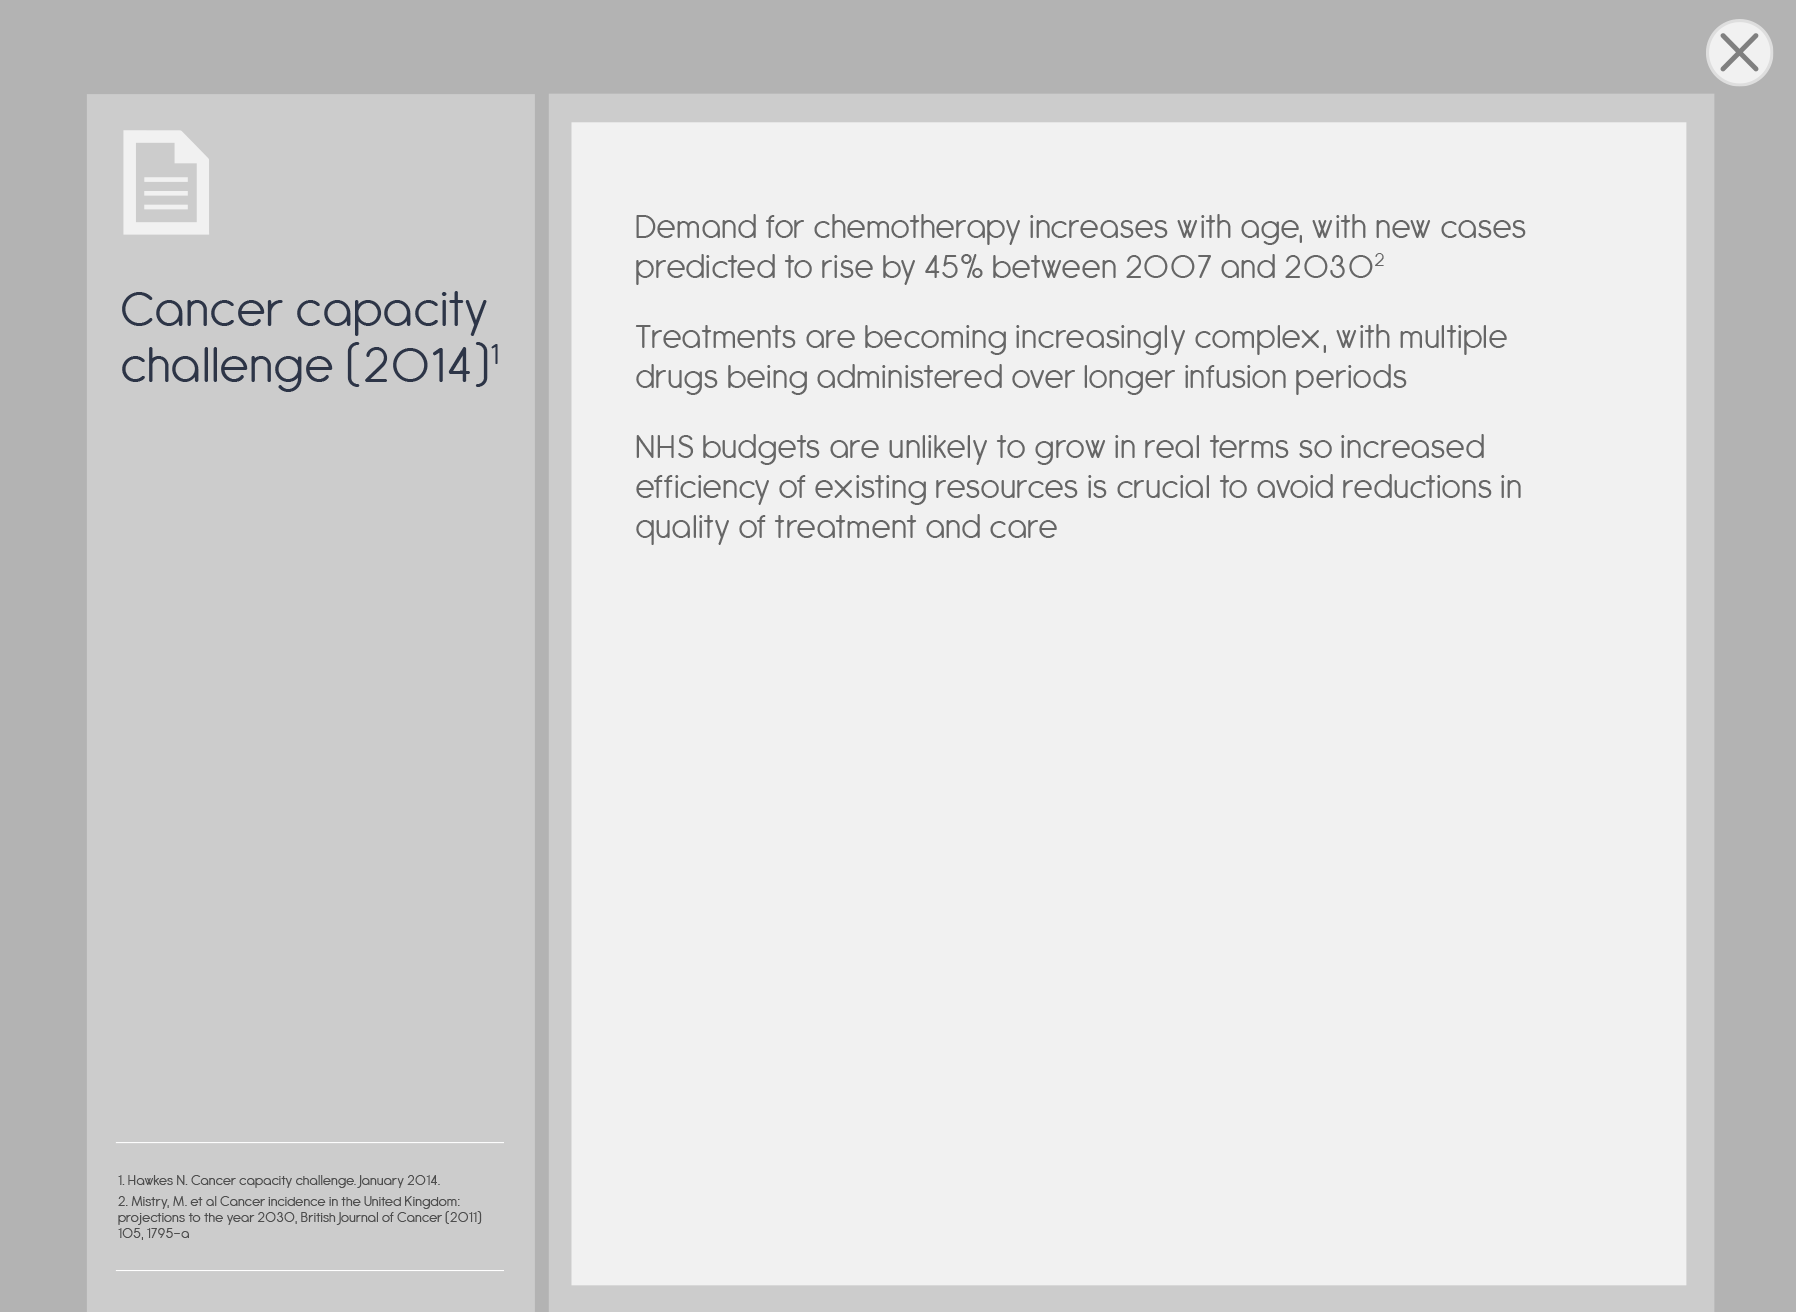 Cancer capacity
challenge (2014)¹
Demand for chemotherapy increases with age, with new cases
predicted to rise by 45% between 2007 and 2030²
Treatments are becoming increasingly complex, with multiple
drugs being administered over longer infusion periods
NHS budgets are unlikely to grow in real terms so increased
efficiency of existing resources is crucial to avoid reductions in
quality of treatment and care
1. Hawkes N. Cancer capacity challenge. January 2014.
2. Mistry, M. et al Cancer incidence in the United Kingdom:
projections to the year 2030, British Journal of Cancer (2011)
105, 1795-a